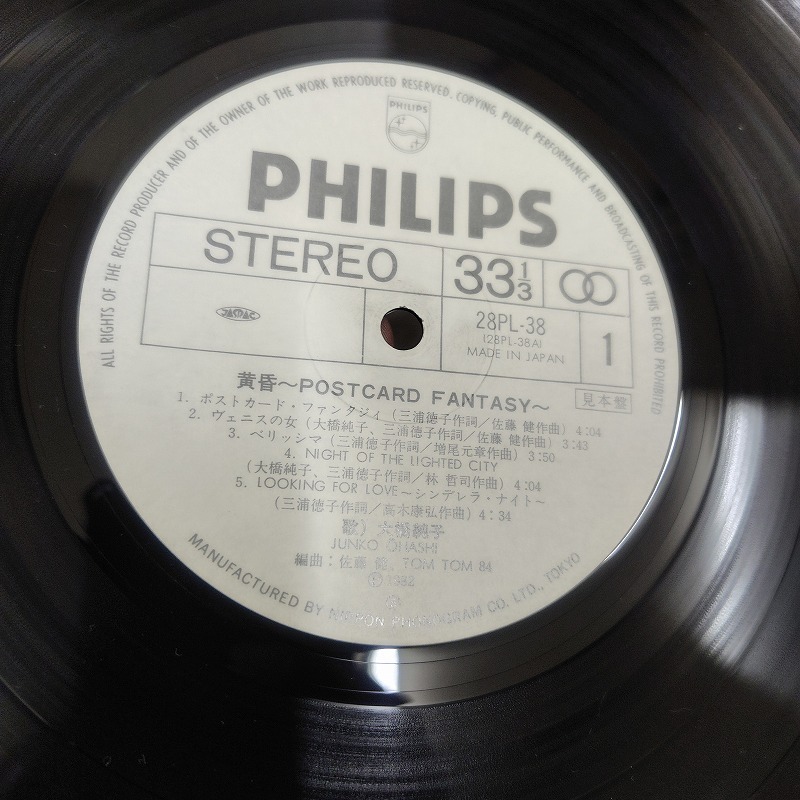 ALL RIGHTS OF THE RECORD PRODUCER AND OF THE OWNER OF THE WORK REPRODUCED RESERVED. COPYING, PUBLIC PERFORMANCE AND BROADCASTING OF THIS RECORD PROHIBITED
PHILIPS
PHILIPS
STEREO
33 1/3
JASRAC
28PL-38
(28PL-38A)
MADE IN JAPAN
1
黄昏〜POSTCARD FANTASY〜
見本盤
1. ポストカード・ファンタジィ (三浦徳子作詞／佐藤 健作曲) 4:04
2. ヴェニスの女 (大橋純子、三浦徳子作詞／佐藤 健作曲) 3:43
3. ベリッシマ (三浦徳子作詞／増尾元章作曲) 3:50
4. NIGHT OF THE LIGHTED CITY
(大橋純子、三浦徳子作詞／林 哲司作曲) 4:04
5. LOOKING FOR LOVE〜シンデレラ・ナイト〜
(三浦徳子作詞／高木康弘作曲) 4:34
歌) 大橋純子
JUNKO OHASHI
編曲：佐藤 健、TOM TOM 84
Ⓟ1982
MANUFACTURED BY NIPPON PHONOGRAM CO. LTD., TOKYO